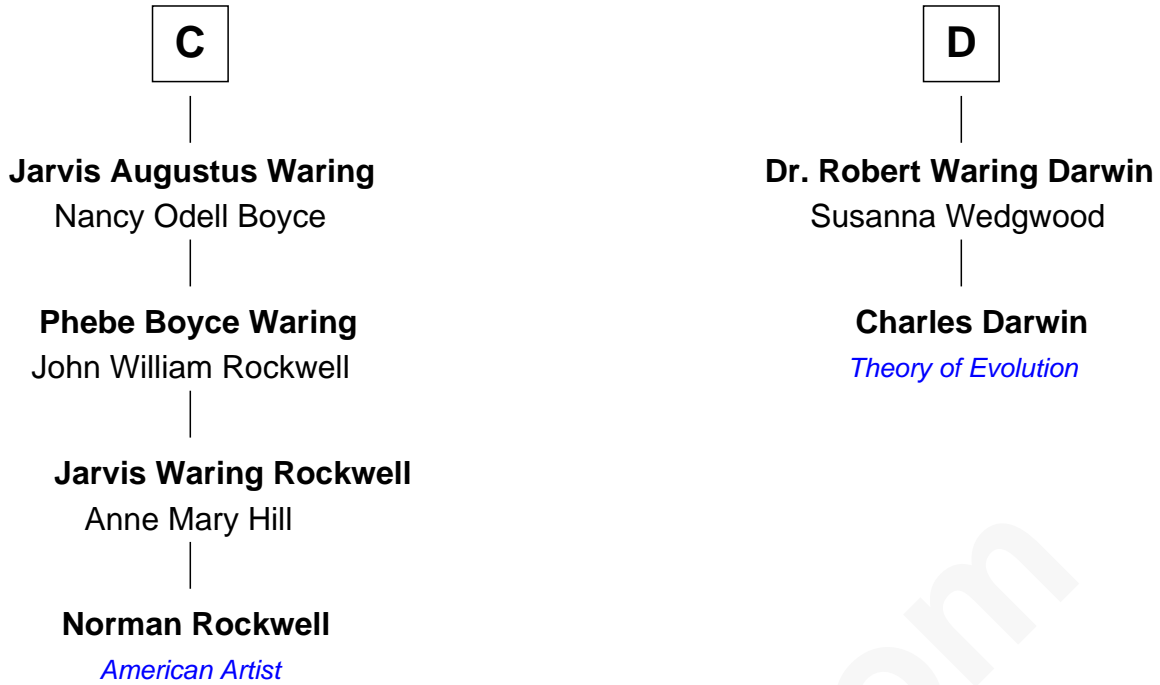 C
Jarvis Augustus Waring
Nancy Odell Boyce
Phebe Boyce Waring
John William Rockwell
Jarvis Waring Rockwell
Anne Mary Hill
Norman Rockwell
American Artist
D
Dr. Robert Waring Darwin
Susanna Wedgwood
Charles Darwin
Theory of Evolution
om